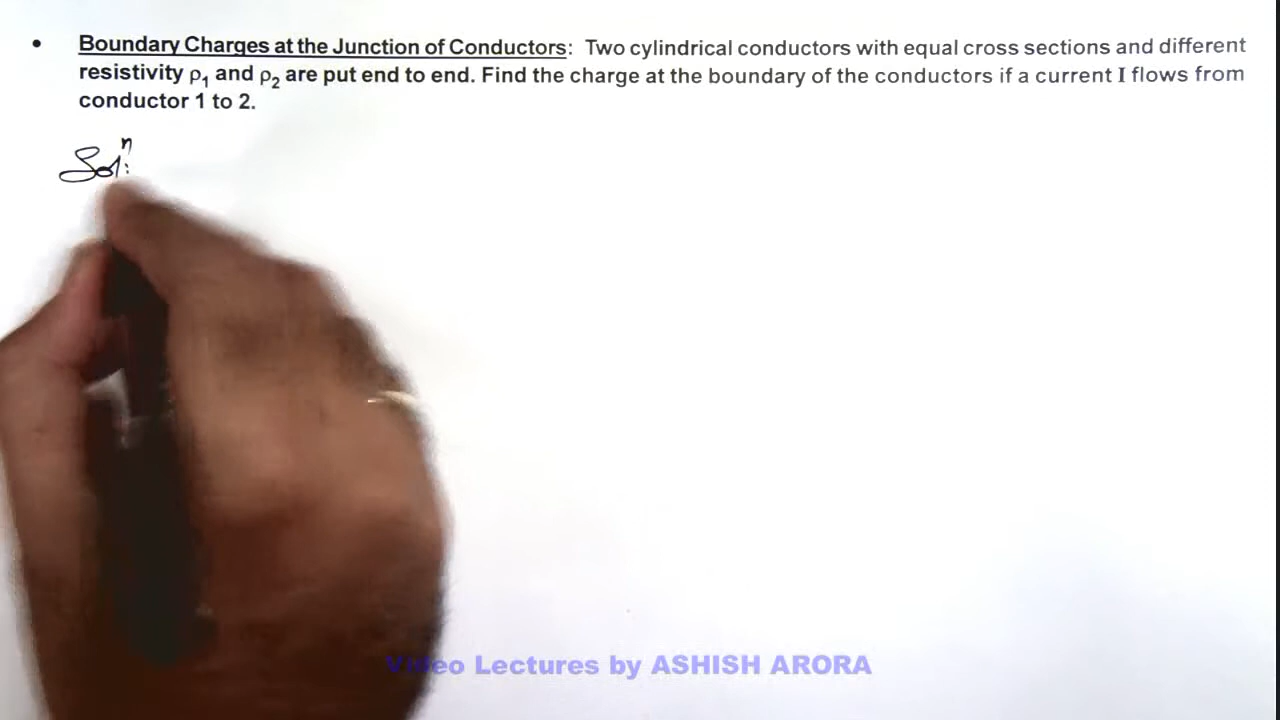 • Boundary Charges at the Junction of Conductors: Two cylindrical conductors with equal cross sections and different
resistivity ρ₁ and ρ₂ are put end to end. Find the charge at the boundary of the conductors if a current I flows from
conductor 1 to 2.
Solⁿ:
Video Lectures by ASHISH ARORA